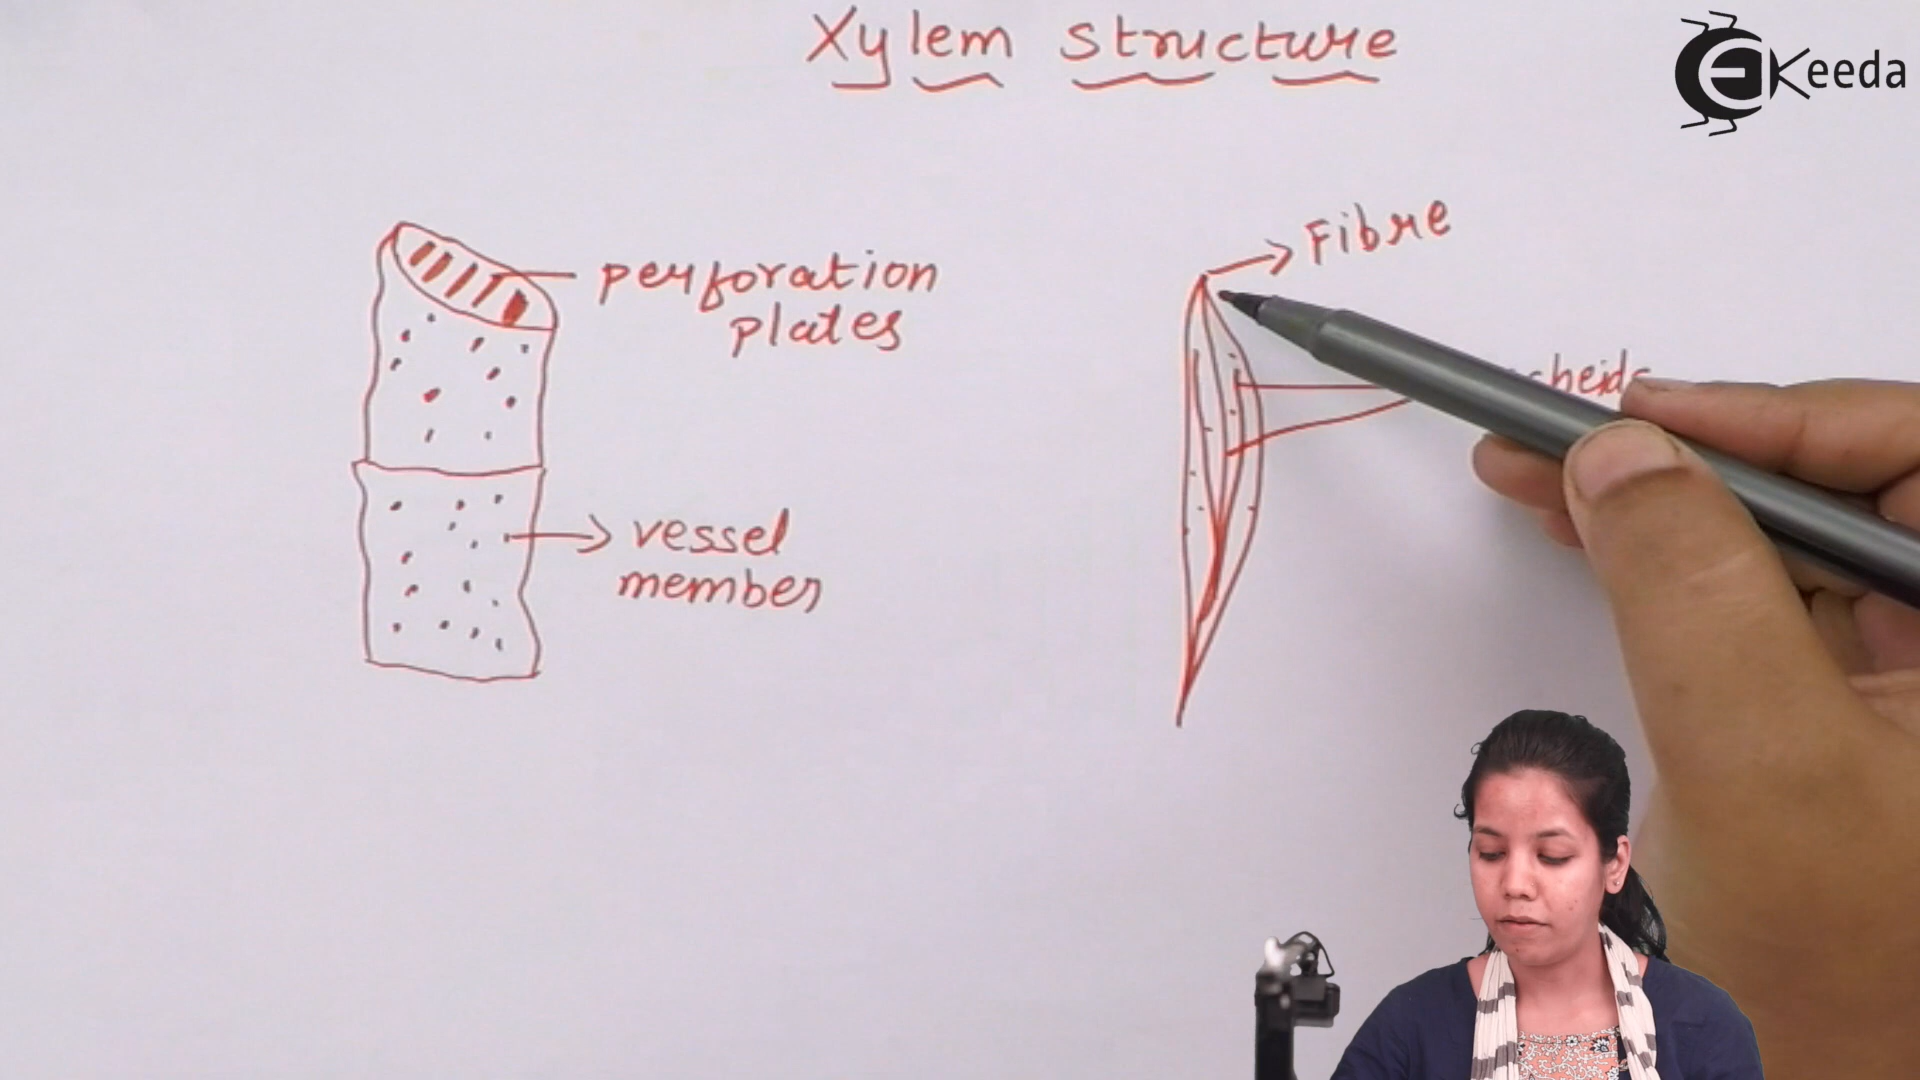 Xylem structure
Keeda
perforation
plates
Fibre
vessel
member